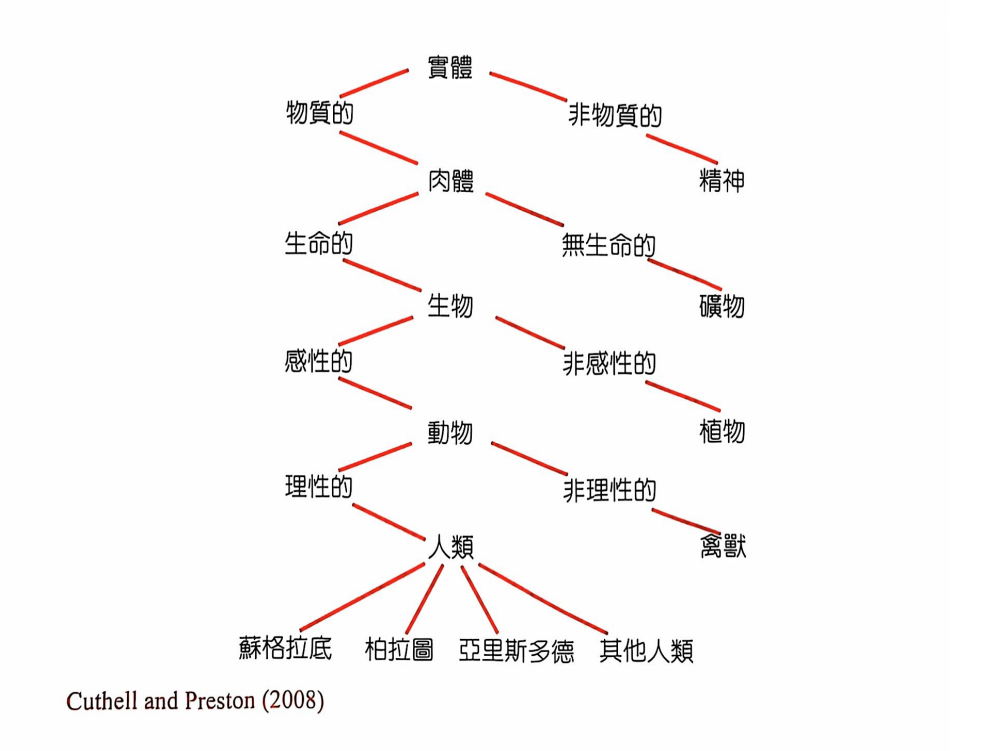 實體
物質的 非物質的
肉體 精神
生命的 無生命的
生物 礦物
感性的 非感性的
動物 植物
理性的 非理性的
人類 禽獸
蘇格拉底 柏拉圖 亞里斯多德 其他人類
Cuthell and Preston (2008)